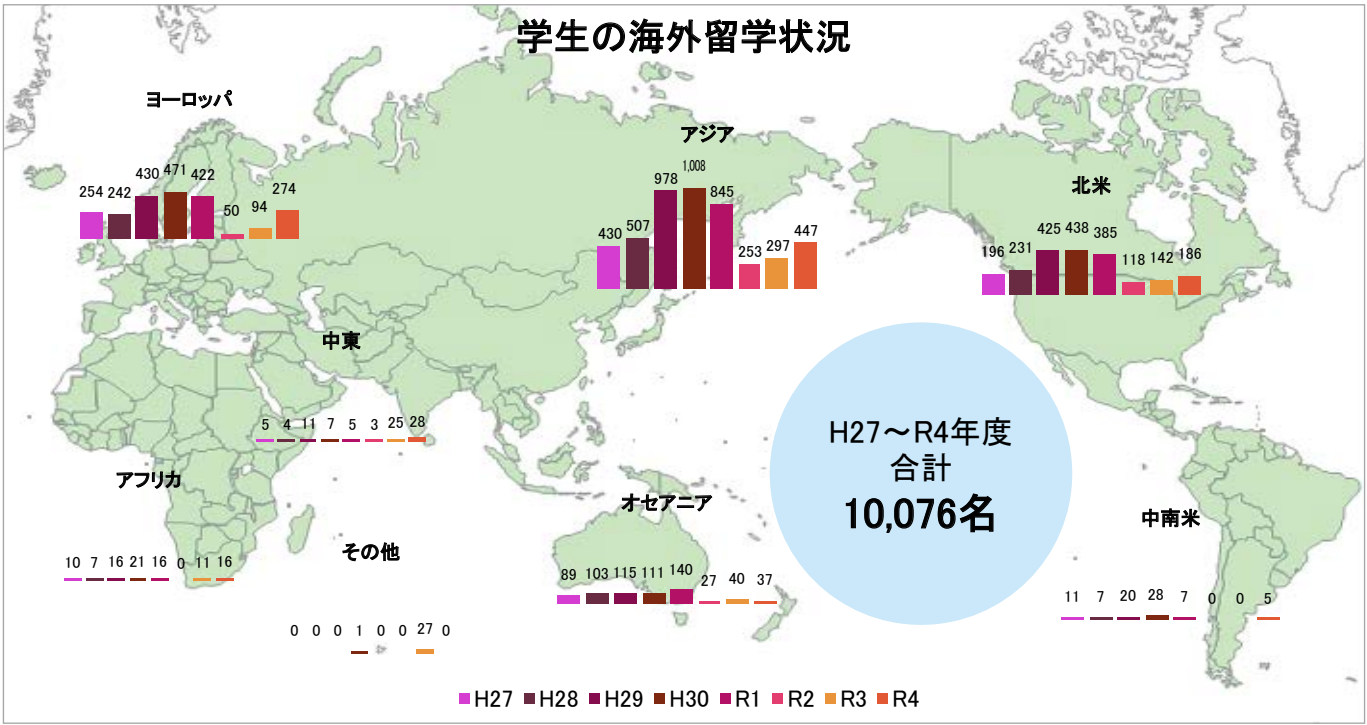 学生の海外留学状況
ヨーロッパ
254 242 430 471 422 50 94 274
アジア
430 507 978 1,008 845 253 297 447
北米
196 231 425 438 385 118 142 186
中東
5 4 11 7 5 3 25 28
アフリカ
10 7 16 21 16 0 11 16
その他
0 0 0 1 0 0 27 0
オセアニア
89 103 115 111 140 27 40 37
H27～R4年度
合計
10,076名
中南米
11 7 20 28 7 0 0 5
H27 H28 H29 H30 R1 R2 R3 R4